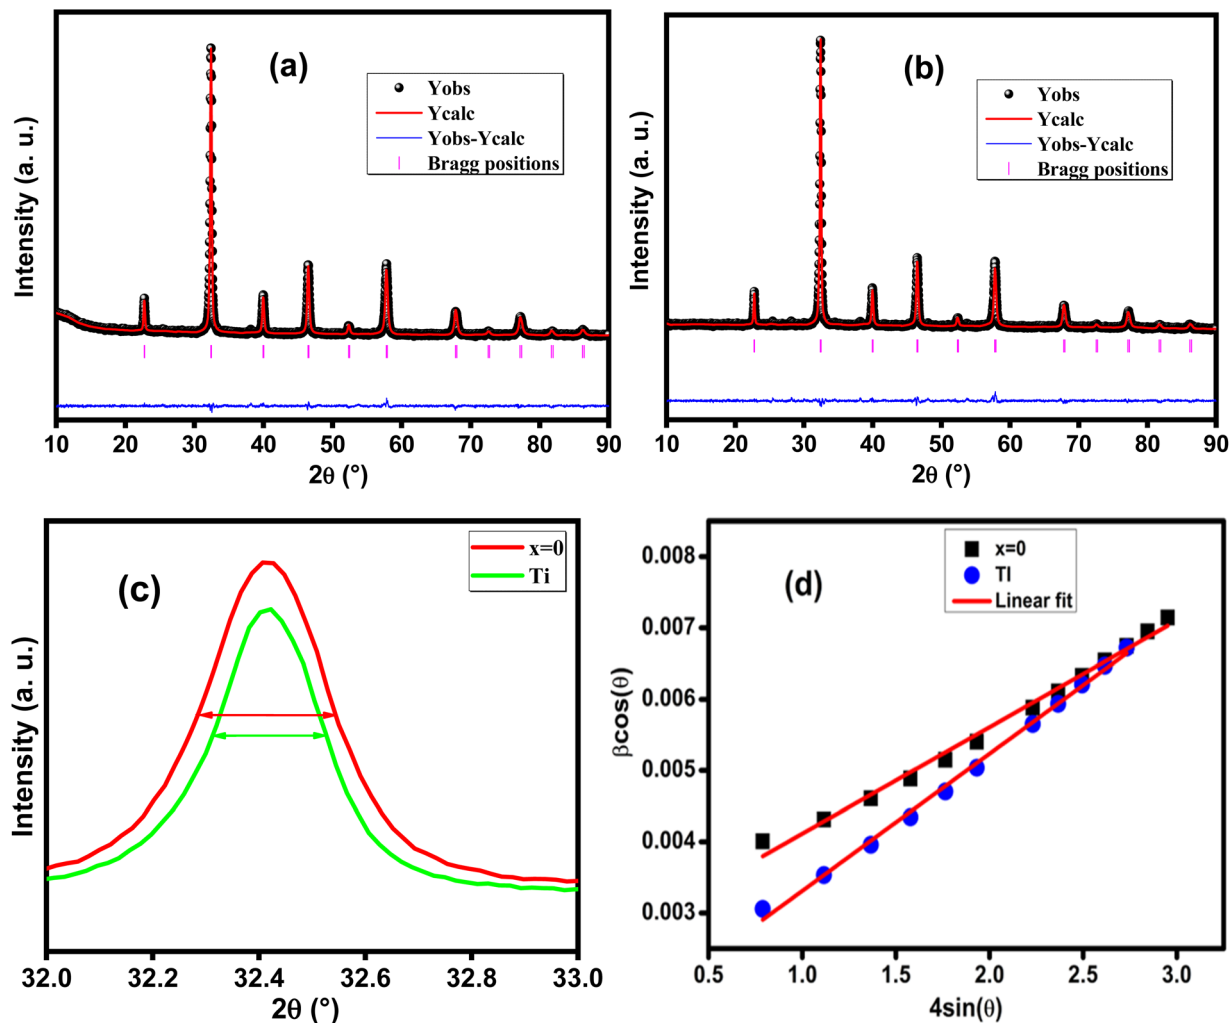 (a)
Yobs
Ycalc
Yobs-Ycalc
Bragg positions
Intensity (a. u.)
10 20 30 40 50 60 70 80 90
2θ (°)
(b)
Yobs
Ycalc
Yobs-Ycalc
Bragg positions
Intensity (a. u.)
10 20 30 40 50 60 70 80 90
2θ (°)
(c)
x=0
Ti
Intensity (a. u.)
32.0 32.2 32.4 32.6 32.8 33.0
2θ (°)
(d)
x=0
TI
Linear fit
βcos(θ)
0.008
0.007
0.006
0.005
0.004
0.003
0.5 1.0 1.5 2.0 2.5 3.0
4sin(θ)